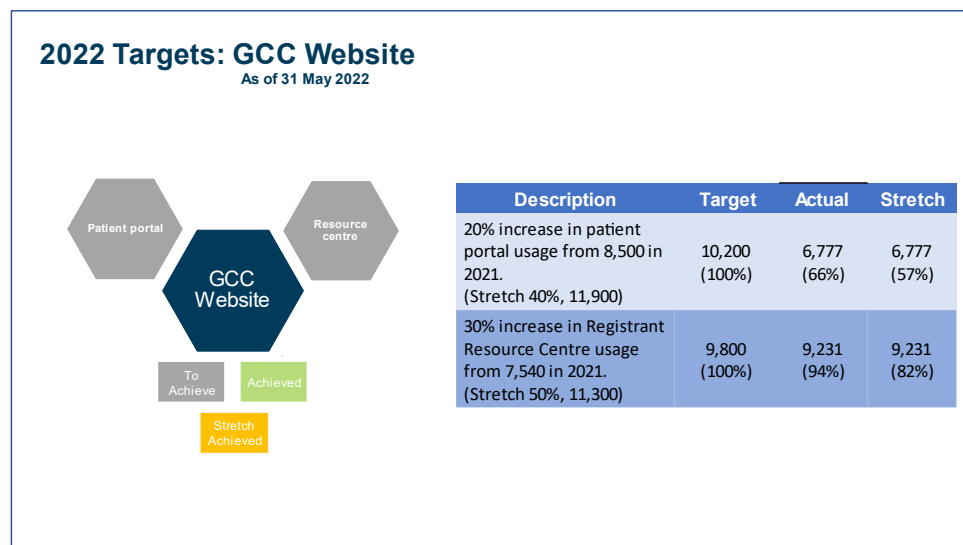 2022 Targets: GCC Website
As of 31 May 2022
Patient portal
Resource
centre
GCC
Website
To
Achieve
Achieved
Stretch
Achieved
Description Target Actual Stretch
20% increase in patient
portal usage from 8,500 in
2021.
(Stretch 40%, 11,900)
10,200
(100%)
6,777
(66%)
6,777
(57%)
30% increase in Registrant
Resource Centre usage
from 7,540 in 2021.
(Stretch 50%, 11,300)
9,800
(100%)
9,231
(94%)
9,231
(82%)